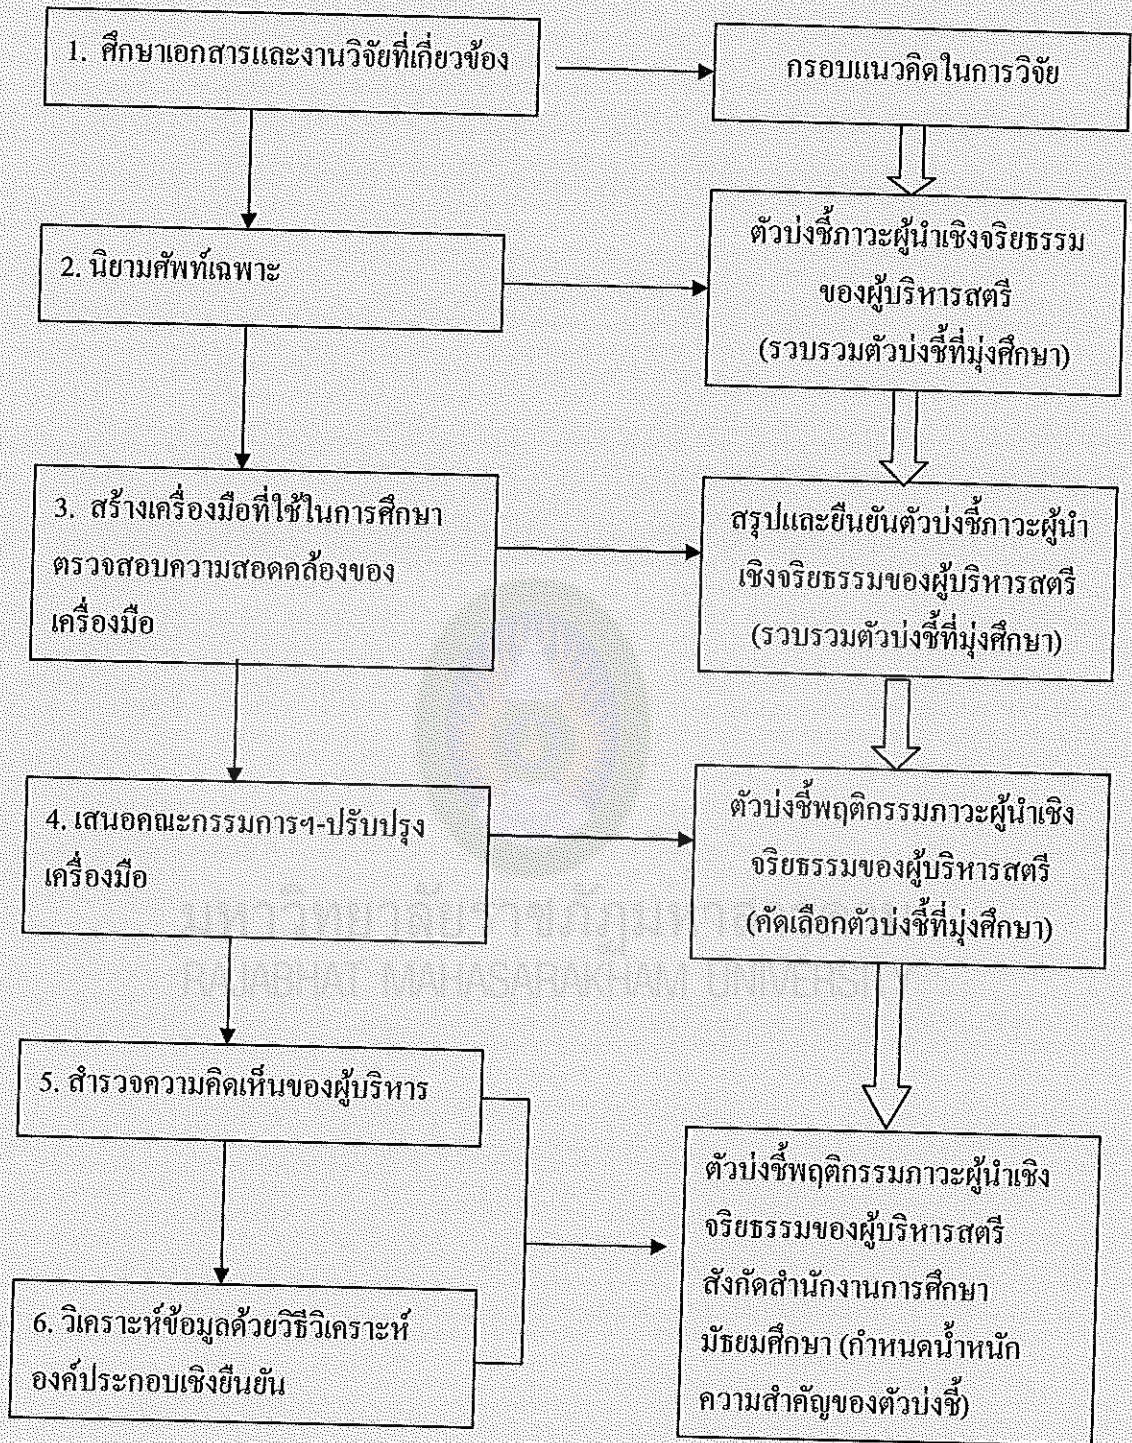 1. ศึกษาเอกสารและงานวิจัยที่เกี่ยวข้อง
กรอบแนวคิดในการวิจัย
2. นิยามศัพท์เฉพาะ
ตัวบ่งชี้ภาวะผู้นำเชิงจริยธรรม
ของผู้บริหารสตรี
(รวบรวมตัวบ่งชี้ที่มุ่งศึกษา)
3. สร้างเครื่องมือที่ใช้ในการศึกษา
ตรวจสอบความสอดคล้องของ
เครื่องมือ
สรุปและยืนยันตัวบ่งชี้ภาวะผู้นำ
เชิงจริยธรรมของผู้บริหารสตรี
(รวบรวมตัวบ่งชี้ที่มุ่งศึกษา)
4. เสนอคณะกรรมการฯ-ปรับปรุง
เครื่องมือ
ตัวบ่งชี้พฤติกรรมภาวะผู้นำเชิง
จริยธรรมของผู้บริหารสตรี
(คัดเลือกตัวบ่งชี้ที่มุ่งศึกษา)
RAJABHAT MAHASARAKHAM UNIVERSITY
5. สำรวจความคิดเห็นของผู้บริหาร
6. วิเคราะห์ข้อมูลด้วยวิธีวิเคราะห์
องค์ประกอบเชิงยืนยัน
ตัวบ่งชี้พฤติกรรมภาวะผู้นำเชิง
จริยธรรมของผู้บริหารสตรี
สังกัดสำนักงานการศึกษา
มัธยมศึกษา (กำหนดน้ำหนัก
ความสำคัญของตัวบ่งชี้)